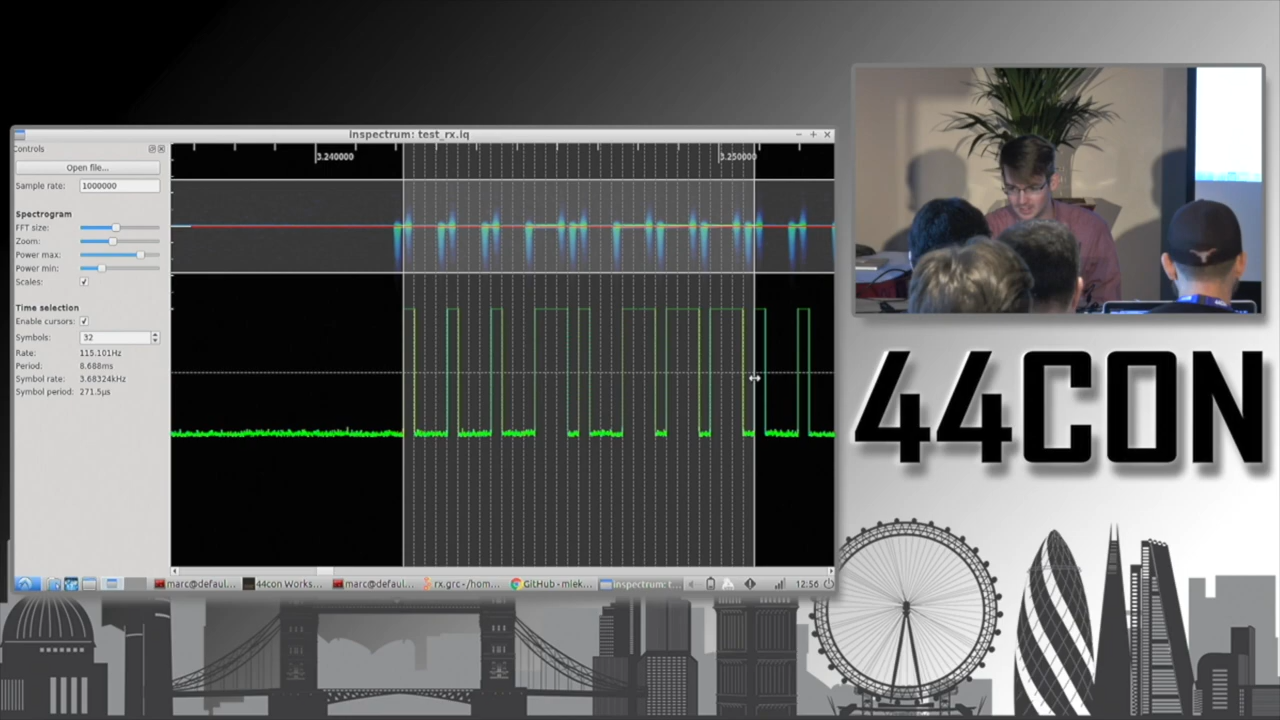 Inspectrum: test_rx.iq
Controls
Open file...
Sample rate: 1000000
Spectrogram
FFT size:
Zoom:
Power max:
Power min:
Scales:
Time selection
Enable cursors:
Symbols: 32
Rate: 115.101Hz
Period: 8.688ms
Symbol rate: 3.68324kHz
Symbol period: 271.5µs
3.240000
3.250000
marc@defaul...
44con Works...
marc@defaul...
rx.grc - /hom...
GitHub - miek...
Inspectrum: t...
12:56
44CON